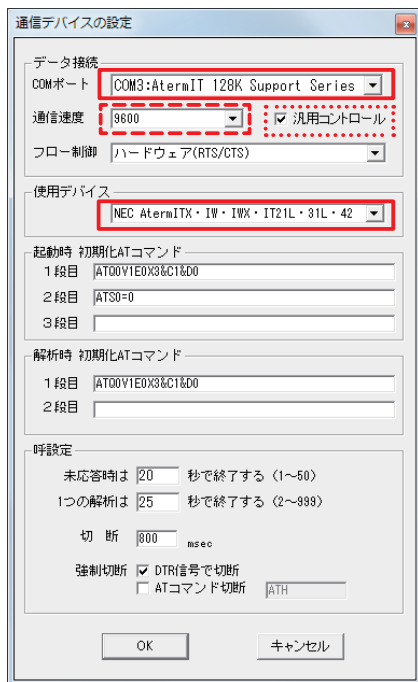 通信デバイスの設定
データ接続
COMポート COM3:AtermIT 128K Support Series
通信速度 9600 汎用コントロール
フロー制御 ハードウェア(RTS/CTS)
使用デバイス
NEC AtermITX・IW・IWX・IT21L・31L・42
起動時 初期化ATコマンド
1段目 ATQ0V1E0X3&C1&D0
2段目 ATS0=0
3段目
解析時 初期化ATコマンド
1段目 ATQ0V1E0X3&C1&D0
2段目
呼設定
未応答時は 20 秒で終了する (1~50)
1つの解析は 25 秒で終了する (2~999)
切 断 800 msec
強制切断 DTR信号で切断
ATコマンド切断 ATH
OK キャンセル